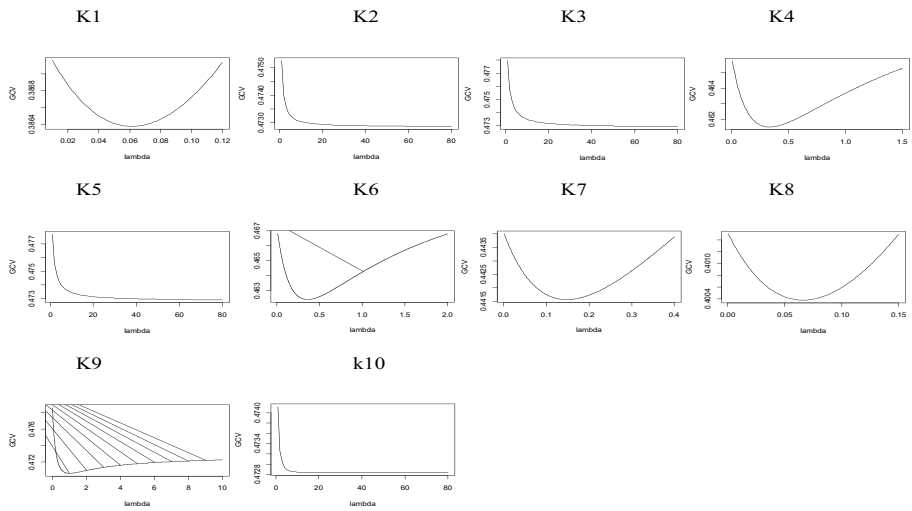 K1 K2 K3 K4
GCV 0.3864 0.3868 0.02 0.04 0.06 0.08 0.10 0.12 lambda
GCV 0.4730 0.4740 0.4750 0 20 40 60 80 lambda
GCV 0.473 0.475 0.477 0 20 40 60 80 lambda
GCV 0.462 0.464 0.0 0.5 1.0 1.5 lambda
K5 K6 K7 K8
GCV 0.473 0.475 0.477 0 20 40 60 80 lambda
GCV 0.463 0.465 0.467 0.0 0.5 1.0 1.5 2.0 lambda
GCV 0.4415 0.4425 0.4435 0.0 0.1 0.2 0.3 0.4 lambda
GCV 0.4004 0.4010 0.00 0.05 0.10 0.15 lambda
K9 k10
GCV 0.472 0.476 0 2 4 6 8 10 lambda
GCV 0.4728 0.4734 0.4740 0 20 40 60 80 lambda